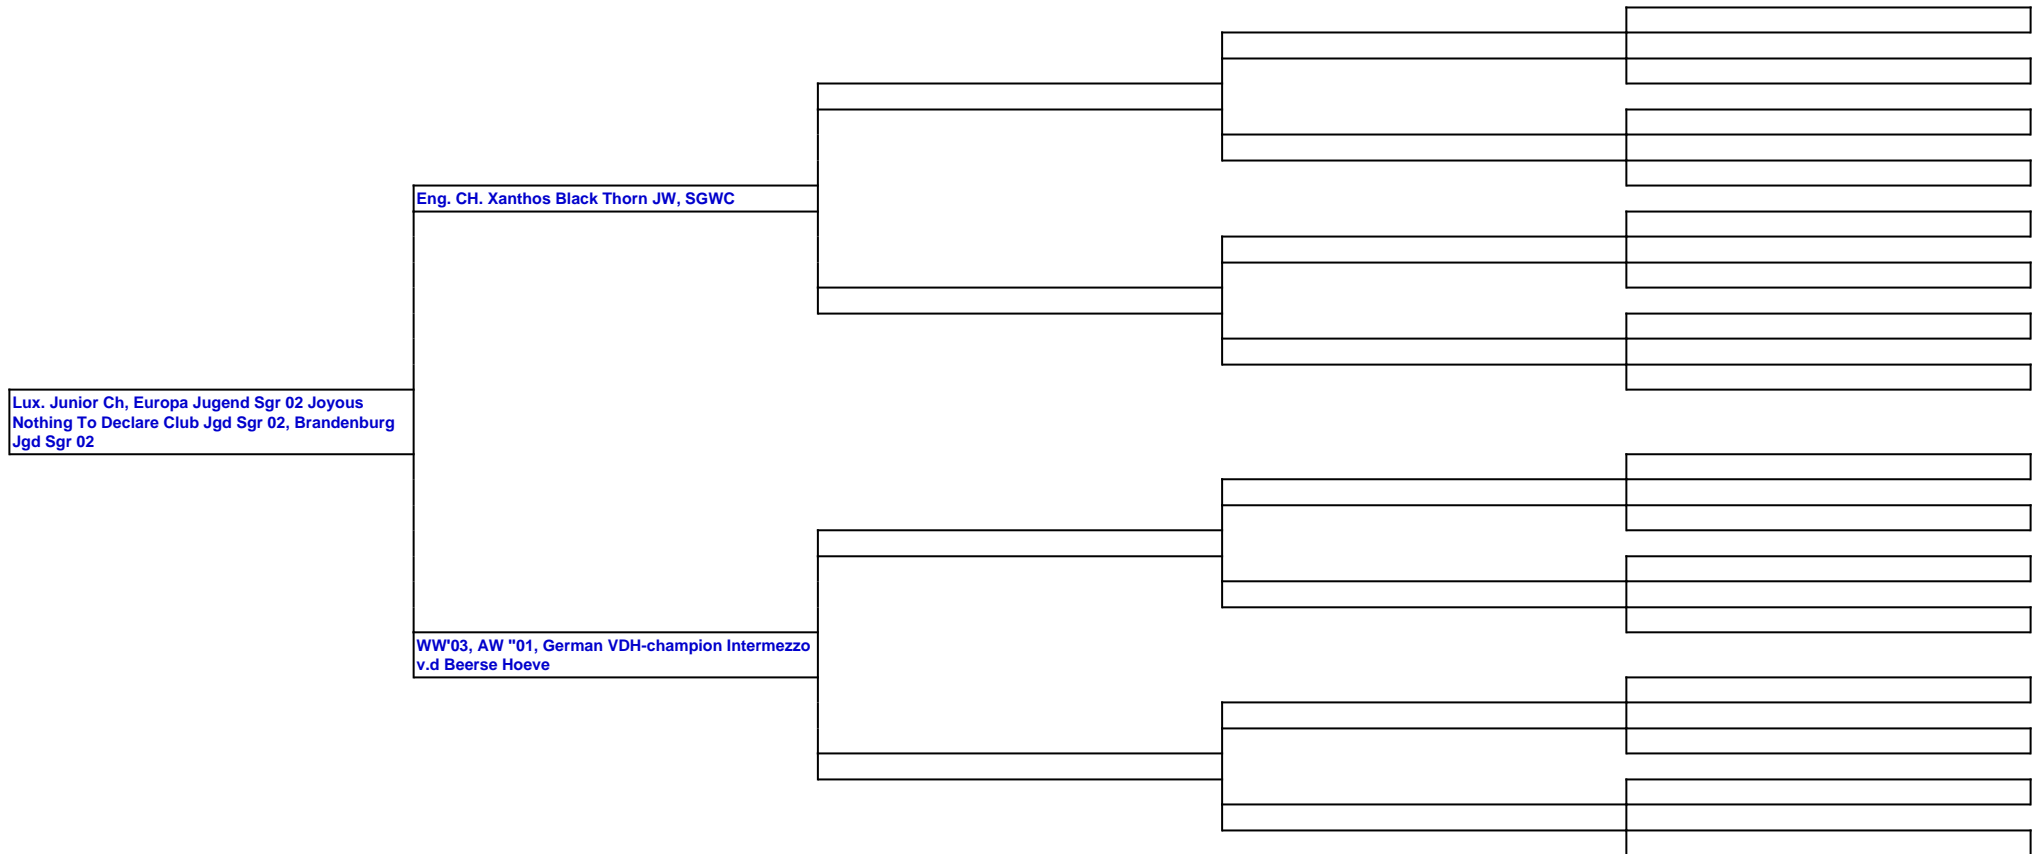 Eng. CH. Xanthos Black Thorn JW, SGWC
Lux. Junior Ch, Europa Jugend Sgr 02 Joyous
Nothing To Declare Club Jgd Sgr 02, Brandenburg
Jgd Sgr 02
WW'03, AW "01, German VDH-champion Intermezzo
v.d Beerse Hoeve